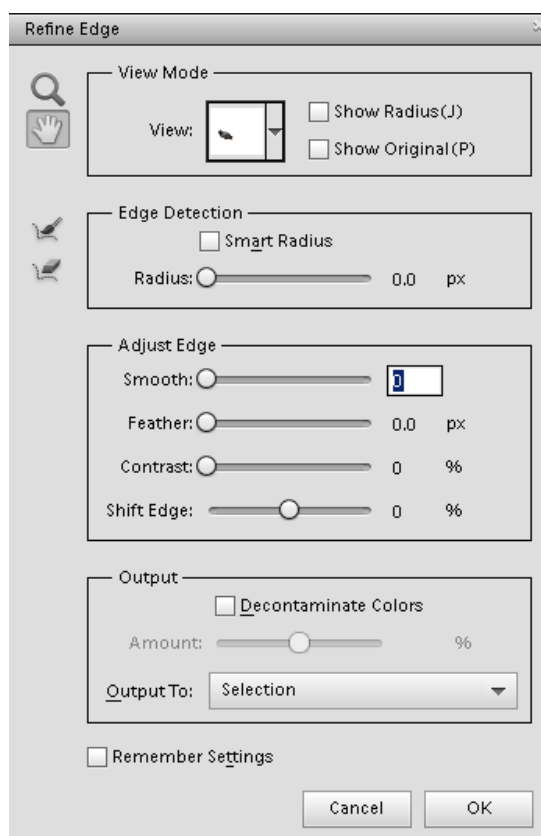 Refine Edge
View Mode
View:
Show Radius(J)
Show Original(P)
Edge Detection
Smart Radius
Radius: 0.0 px
Adjust Edge
Smooth: 0
Feather: 0.0 px
Contrast: 0 %
Shift Edge: 0 %
Output
Decontaminate Colors
Amount: %
Output To: Selection
Remember Settings
Cancel OK